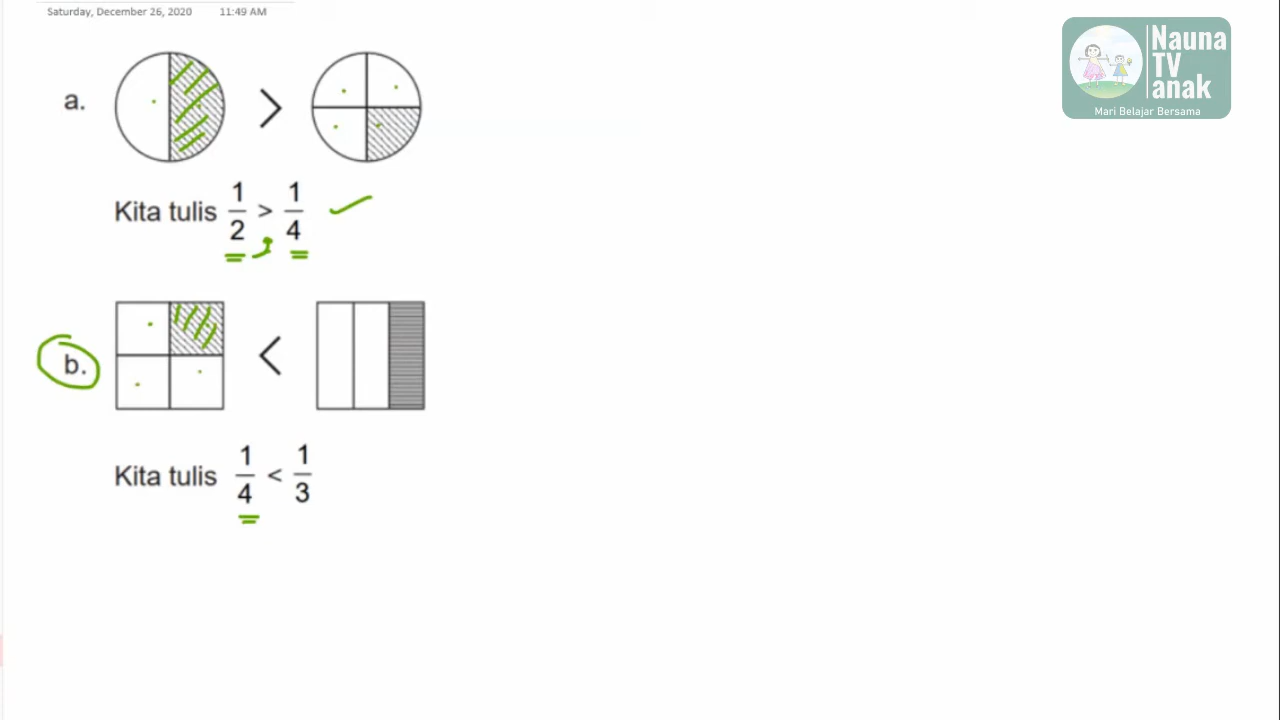 Saturday, December 26, 2020 11:49 AM
Nauna
TV
anak
Mari Belajar Bersama
a. >
Kita tulis 1/2 > 1/4
b. <
Kita tulis 1/4 < 1/3